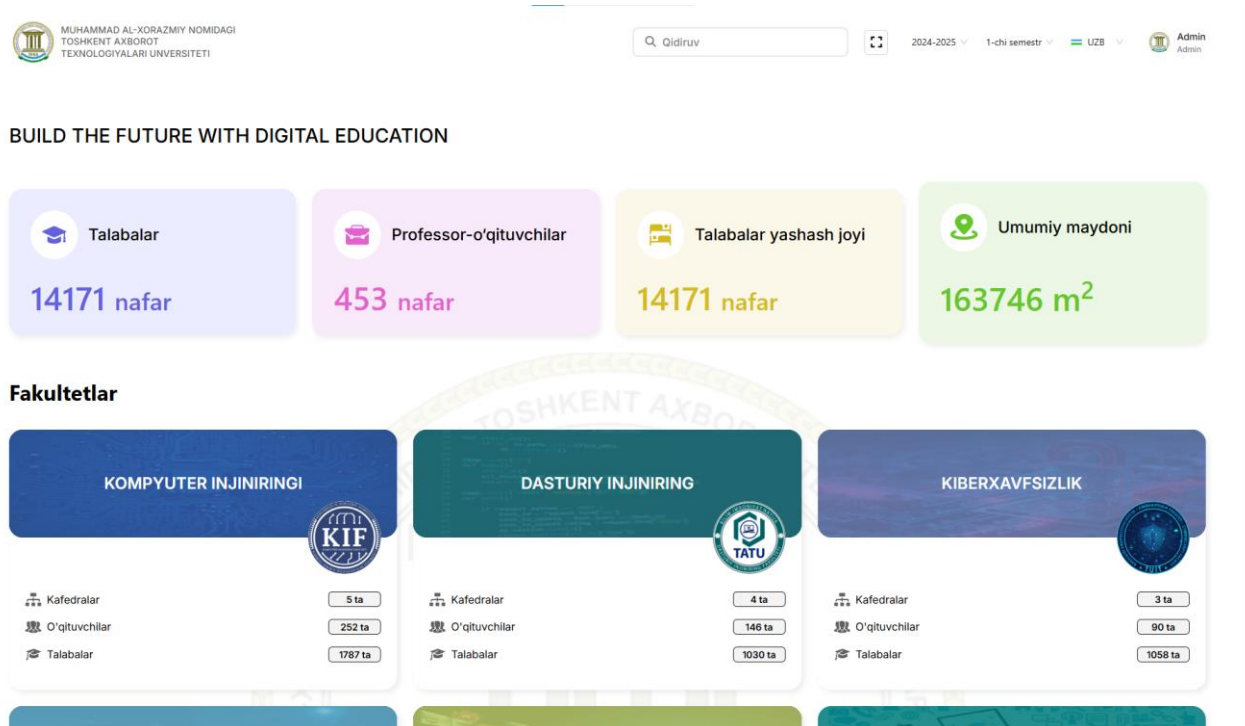 MUHAMMAD AL-XORAZMIY NOMIDAGI
TOSHKENT AXBOROT
TEXNOLOGIYALARI UNVERSITETI
Qidiruv
2024-2025
1-chi semestr
UZB
Admin
Admin
BUILD THE FUTURE WITH DIGITAL EDUCATION
Talabalar
14171 nafar
Professor-o‘qituvchilar
453 nafar
Talabalar yashash joyi
14171 nafar
Umumiy maydoni
163746 m²
Fakultetlar
TOSHKENT AXBOROT
KOMPYUTER INJINIRINGI
KIF
Kafedralar 5 ta
O'qituvchilar 252 ta
Talabalar 1787 ta
DASTURIY INJINIRING
TATU
Kafedralar 4 ta
O'qituvchilar 146 ta
Talabalar 1030 ta
KIBERXAVFSIZLIK
Kafedralar 3 ta
O'qituvchilar 90 ta
Talabalar 1058 ta